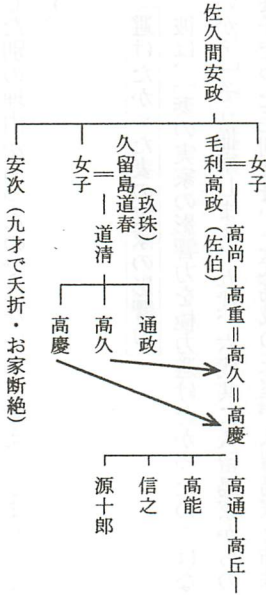 佐久間安政
女子
毛利高政(佐伯)
高尚
高重
高久
高慶
高通
高丘
高能
信之
源十郎
女子
久留島道春
(玖珠)
道清
通政
高久
高慶
安次(九才で夭折・お家断絶)